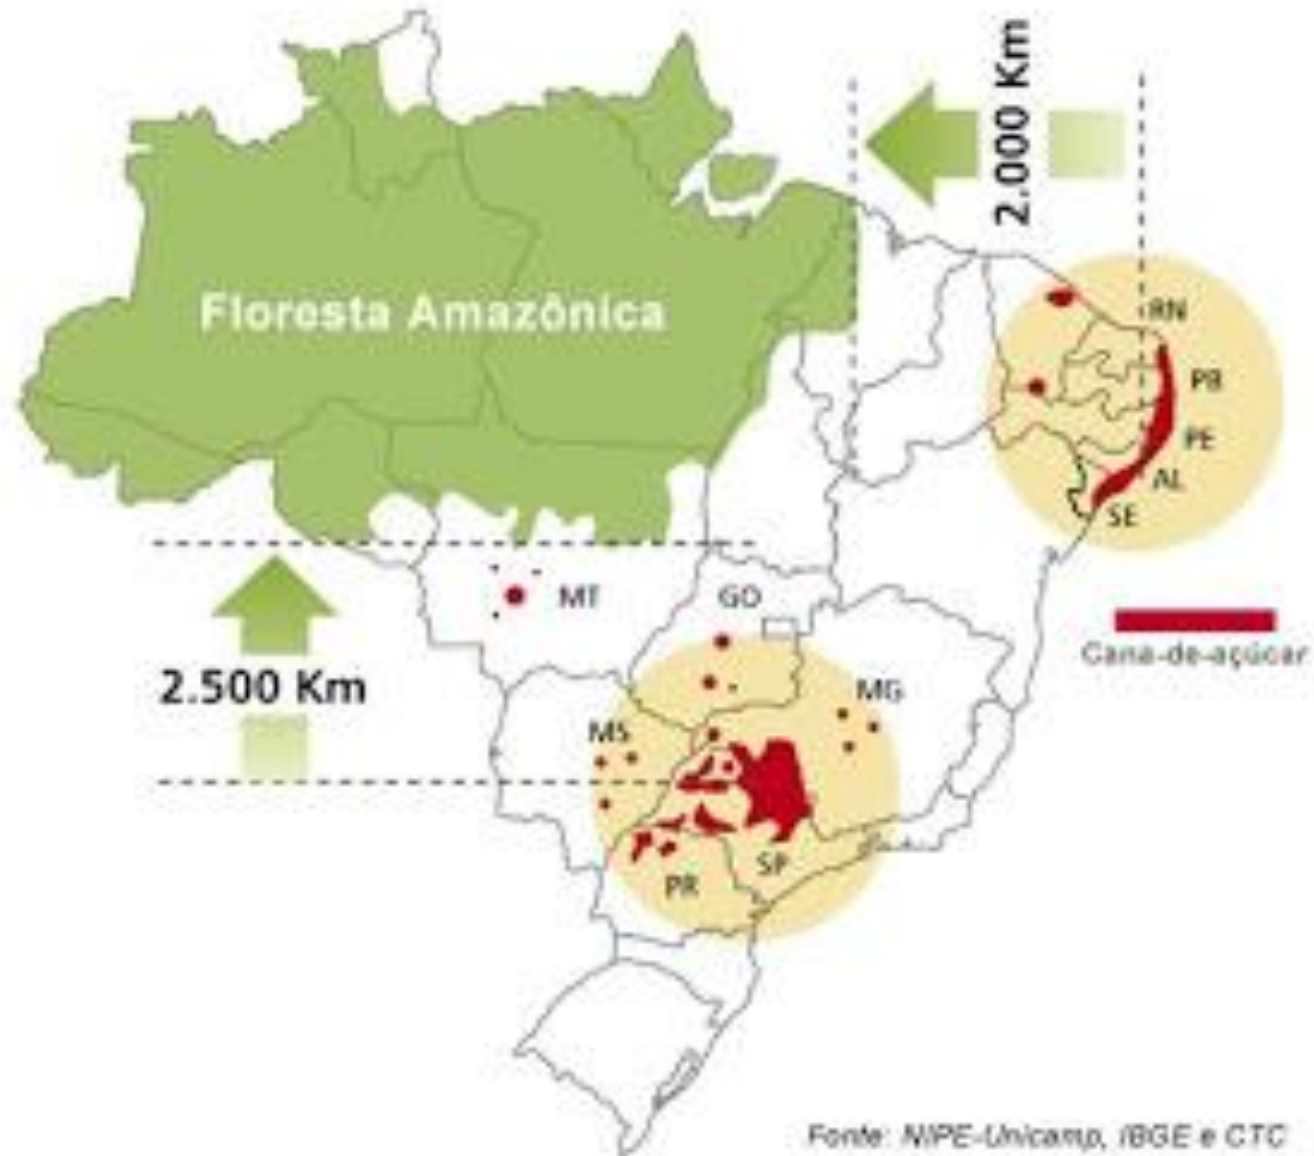 2.000 Km
Floresta Amazônica
RN
PB
PE
AL
SE
MT
GO
Cana-de-açúcar
2.500 Km
MG
MS
SP
PR
Fonte: NIPE-Unicamp, IBGE e CTC